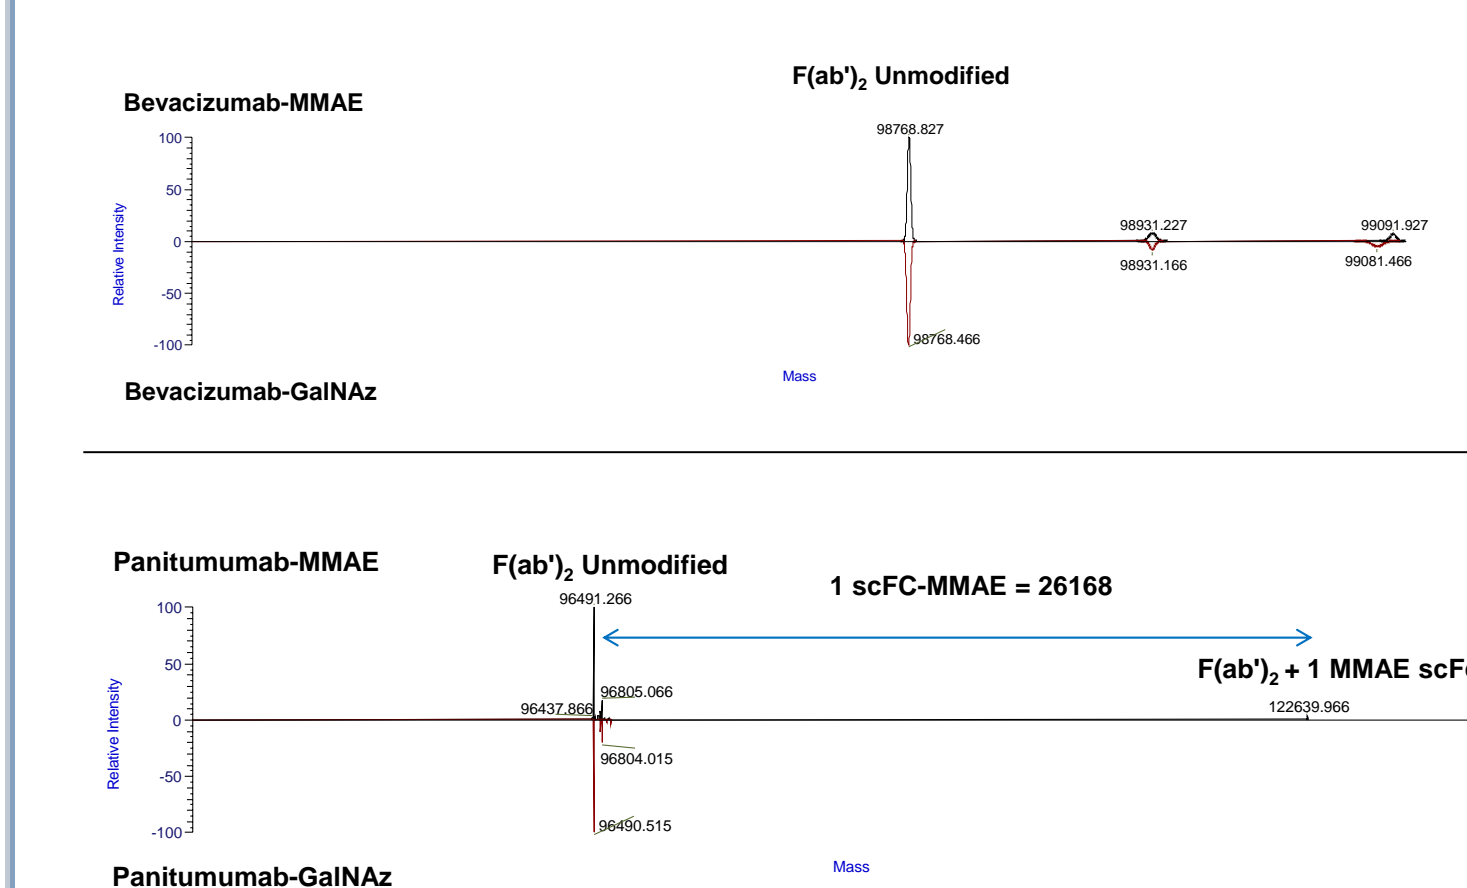 F(ab')2 Unmodified
Bevacizumab-MMAE
98768.827
100
50
0
-50
-100
Relative Intensity
98931.227
99091.927
98931.166
99081.466
98768.466
Mass
Bevacizumab-GalNAz
Panitumumab-MMAE
F(ab')2 Unmodified
1 scFC-MMAE = 26168
96491.266
100
50
0
-50
-100
Relative Intensity
F(ab')2 + 1 MMAE scF
96805.066
96437.866
122639.966
96804.015
96490.515
Mass
Panitumumab-GalNAz